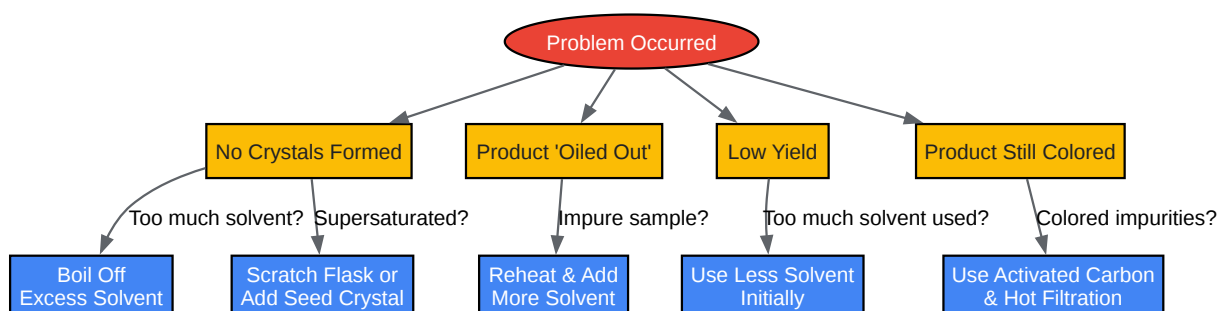 Problem Occurred
No Crystals Formed
Product 'Oiled Out'
Low Yield
Product Still Colored
Too much solvent?
Supersaturated?
Impure sample?
Too much solvent used?
Colored impurities?
Boil Off
Excess Solvent
Scratch Flask or
Add Seed Crystal
Reheat & Add
More Solvent
Use Less Solvent
Initially
Use Activated Carbon
& Hot Filtration